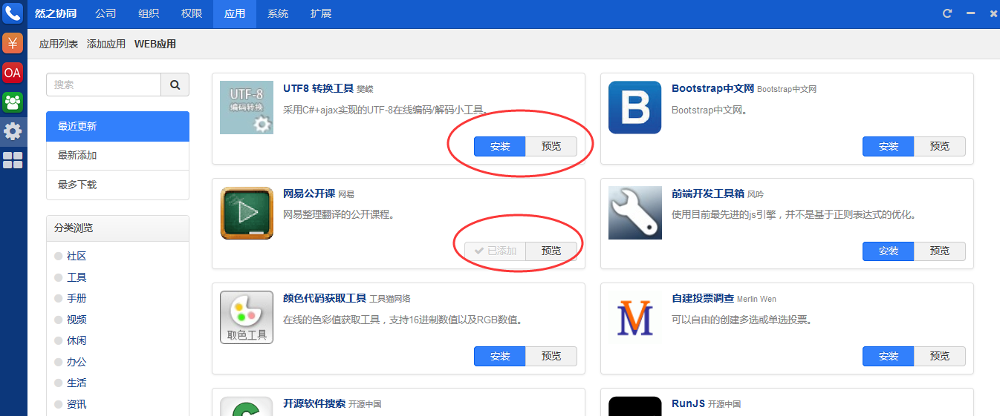 然之协同 公司 组织 权限 应用 系统 扩展
¥
OA
应用列表 添加应用 WEB应用
搜索
最近更新
最新添加
最多下载
分类浏览
社区
工具
手册
视频
休闲
办公
生活
资讯
UTF-8
编码转换
UTF8 转换工具 樊嵘
采用C#+ajax实现的UTF-8在线编码/解码小工具。
安装 预览
B
Bootstrap中文网 Bootstrap中文网
Bootstrap中文网。
安装 预览
网易公开课 网易
网易整理翻译的公开课程。
已添加 预览
前端开发工具箱 风吟
使用目前最先进的js引擎，并不是基于正则表达式的优化。
安装 预览
取色工具
颜色代码获取工具 工具猫网络
在线的色彩值获取工具，支持16进制数值以及RGB数值。
安装 预览
自建投票调查 Merlin Wen
可以自由的创建多选或单选投票。
安装 预览
开源软件搜索 开源中国
RunJS 开源中国